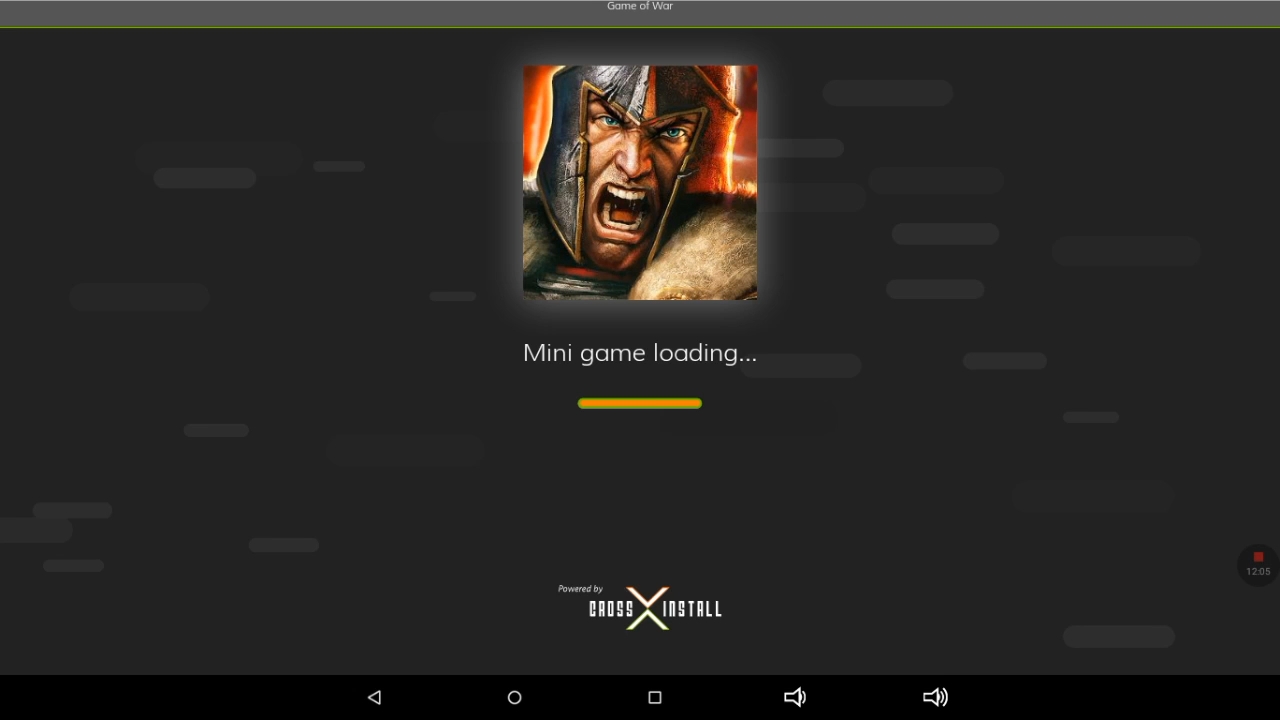 Game of War
Mini game loading...
12:05
Powered by
CROSS INSTALL